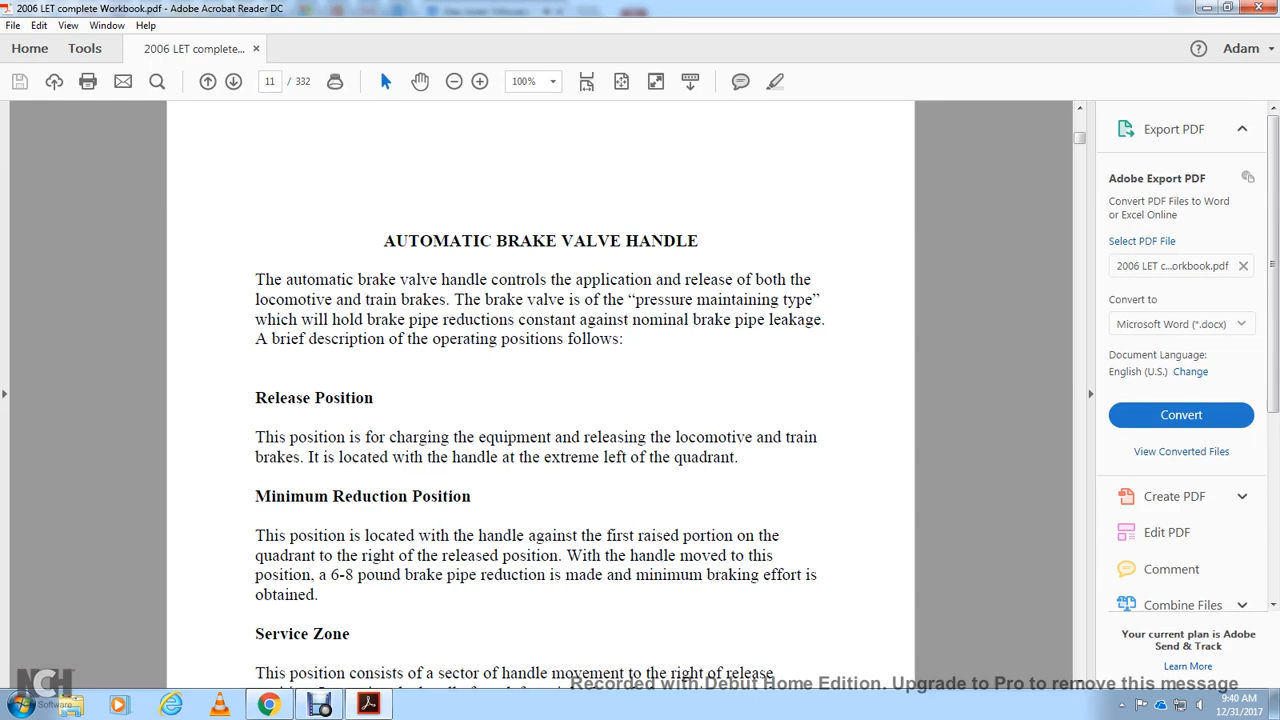 2006 LET complete Workbook.pdf - Adobe Acrobat Reader DC
File Edit View Window Help
Home Tools 2006 LET complete... Adam
11 / 332 100%
AUTOMATIC BRAKE VALVE HANDLE
The automatic brake valve handle controls the application and release of both the
locomotive and train brakes. The brake valve is of the “pressure maintaining type”
which will hold brake pipe reductions constant against nominal brake pipe leakage.
A brief description of the operating positions follows:
Release Position
This position is for charging the equipment and releasing the locomotive and train
brakes. It is located with the handle at the extreme left of the quadrant.
Minimum Reduction Position
This position is located with the handle against the first raised portion on the
quadrant to the right of the released position. With the handle moved to this
position, a 6-8 pound brake pipe reduction is made and minimum braking effort is
obtained.
Service Zone
This position consists of a sector of handle movement to the right of release
Export PDF
Adobe Export PDF
Convert PDF Files to Word
or Excel Online
Select PDF File
2006 LET c...orkbook.pdf
Convert to
Microsoft Word (*.docx)
Document Language:
English (U.S.) Change
Convert
View Converted Files
Create PDF
Edit PDF
Comment
Combine Files
Your current plan is Adobe
Send & Track
Learn More
Recorded with Debut Home Edition. Upgrade to Pro to remove this message
NCH
Software
9:40 AM
12/31/2017